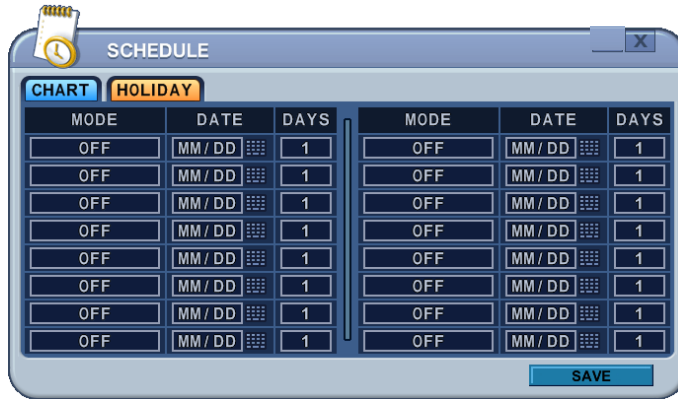 SCHEDULE X
CHART HOLIDAY
MODE DATE DAYS MODE DATE DAYS
OFF MM / DD 1 OFF MM / DD 1
OFF MM / DD 1 OFF MM / DD 1
OFF MM / DD 1 OFF MM / DD 1
OFF MM / DD 1 OFF MM / DD 1
OFF MM / DD 1 OFF MM / DD 1
OFF MM / DD 1 OFF MM / DD 1
OFF MM / DD 1 OFF MM / DD 1
OFF MM / DD 1 OFF MM / DD 1
SAVE